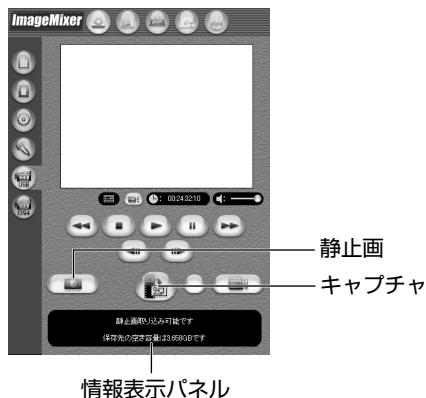 ImageMixer
USB
1394
00:24:32:10
静止画
キャプチャ
静止画取り込み可能です
保存先の空き容量は3.658GBです
情報表示パネル